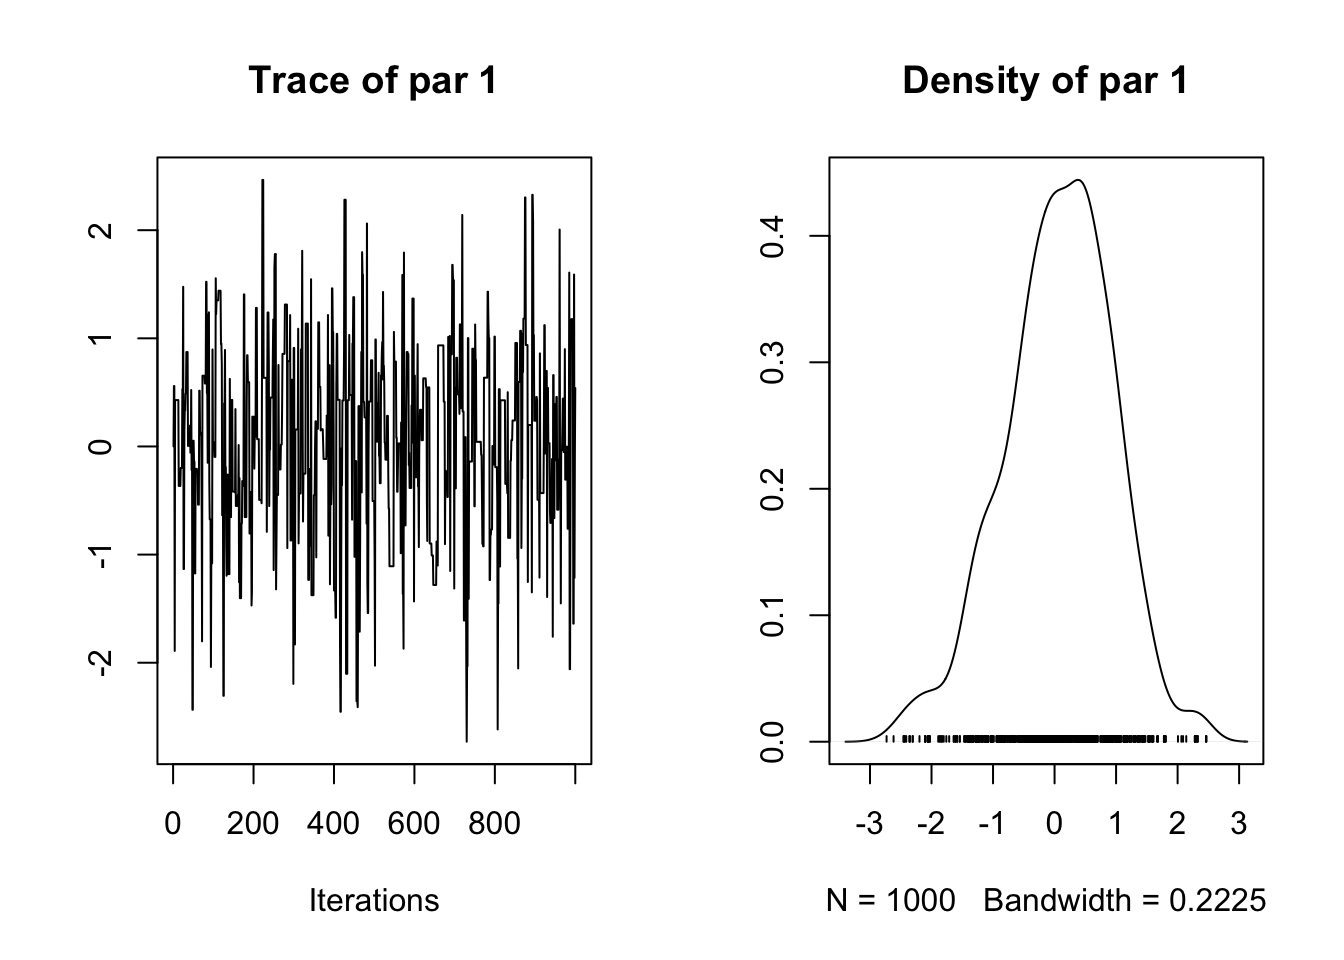 Trace of par 1
2
1
0
-1
-2
0 200 400 600 800
Iterations
Density of par 1
0.4
0.3
0.2
0.1
0.0
-3 -2 -1 0 1 2 3
N = 1000 Bandwidth = 0.2225